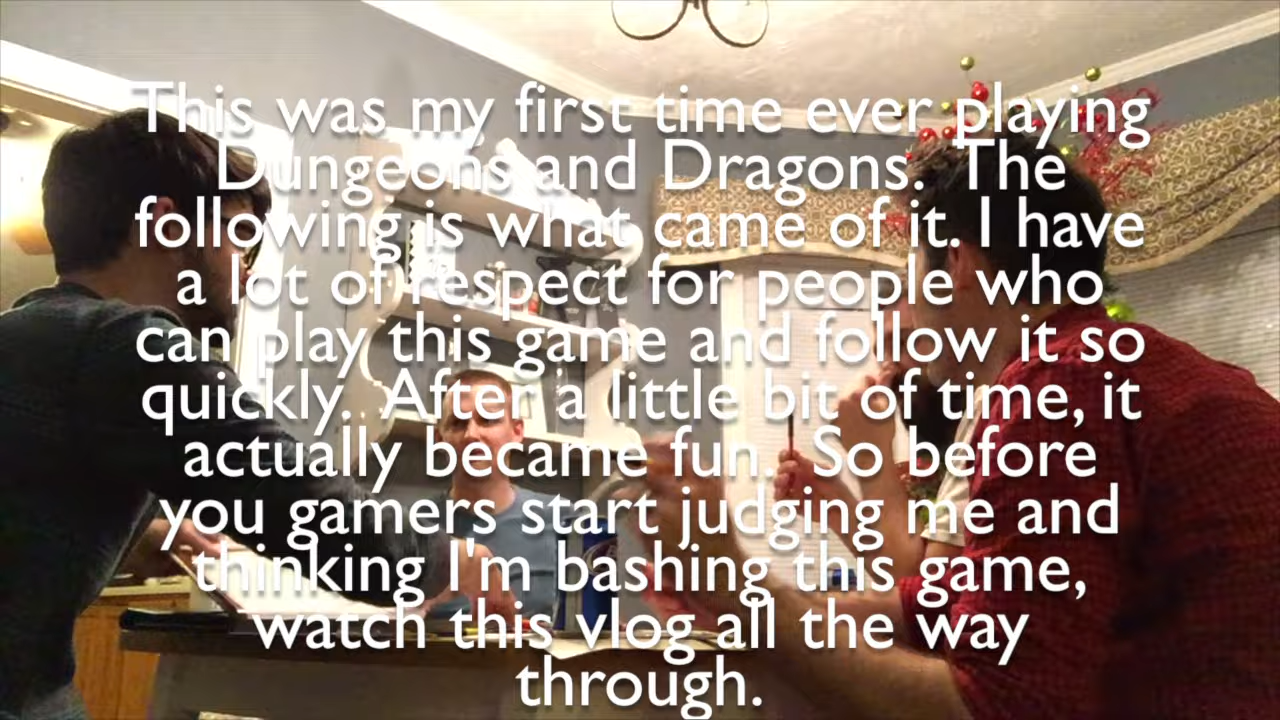 This was my first time ever playing
Dungeons and Dragons.  The
following is what came of it. I have
a lot of respect for people who
can play this game and follow it so
quickly.  After a little bit of time, it
actually became fun.  So before
you gamers start judging me and
thinking I'm bashing this game,
watch this vlog all the way
through.